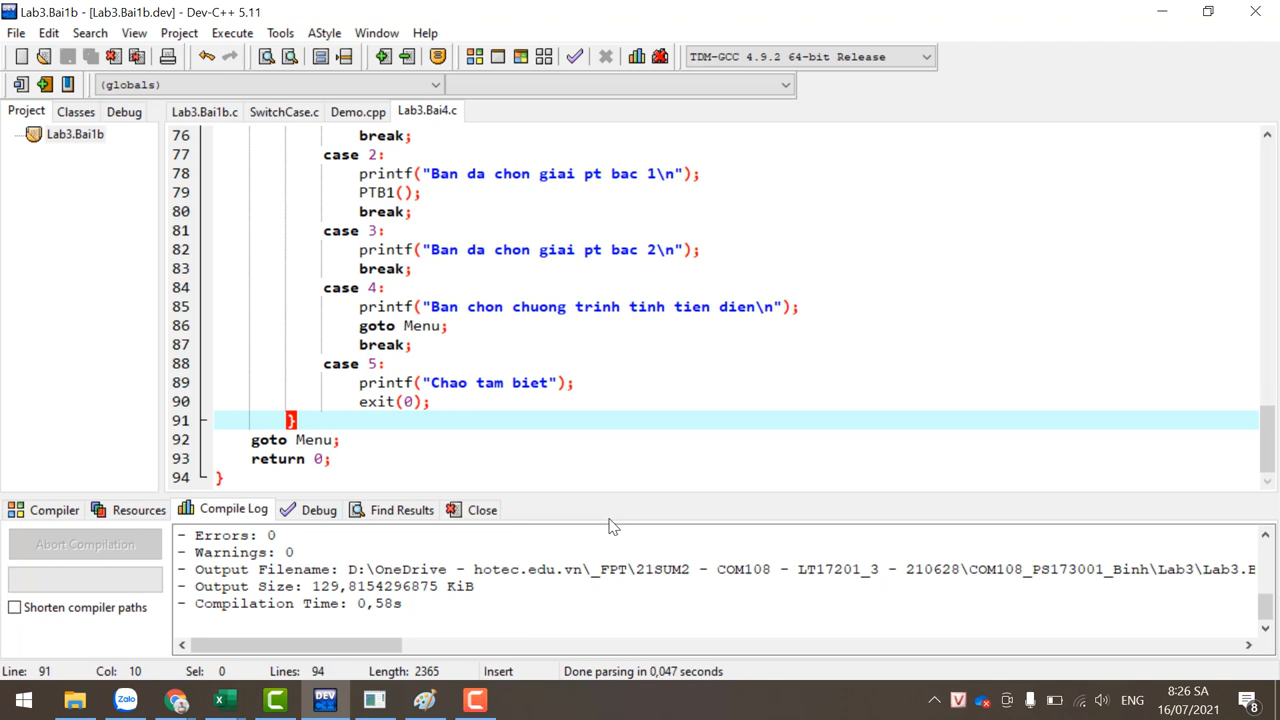 Lab3.Bai1b - [Lab3.Bai1b.dev] - Dev-C++ 5.11
File Edit Search View Project Execute Tools AStyle Window Help
TDM-GCC 4.9.2 64-bit Release
(globals)
Project Classes Debug
Lab3.Bai1b.c SwitchCase.c Demo.cpp Lab3.Bai4.c
Lab3.Bai1b
76 break;
77 case 2:
78 printf("Ban da chon giai pt bac 1\n");
79 PTB1();
80 break;
81 case 3:
82 printf("Ban da chon giai pt bac 2\n");
83 break;
84 case 4:
85 printf("Ban chon chuong trinh tinh tien dien\n");
86 goto Menu;
87 break;
88 case 5:
89 printf("Chao tam biet");
90 exit(0);
91 }
92 goto Menu;
93 return 0;
94 }
Compiler Resources Compile Log Debug Find Results Close
Abort Compilation
Shorten compiler paths
- Errors: 0
- Warnings: 0
- Output Filename: D:\OneDrive - hotec.edu.vn\_FPT\21SUM2 - COM108 - LT17201_3 - 210628\COM108_PS173001_Binh\Lab3\Lab3.B
- Output Size: 129,8154296875 KiB
- Compilation Time: 0,58s
Line: 91 Col: 10 Sel: 0 Lines: 94 Length: 2365 Insert Done parsing in 0,047 seconds
Zalo
DEV
ENG
8:26 SA
16/07/2021
8